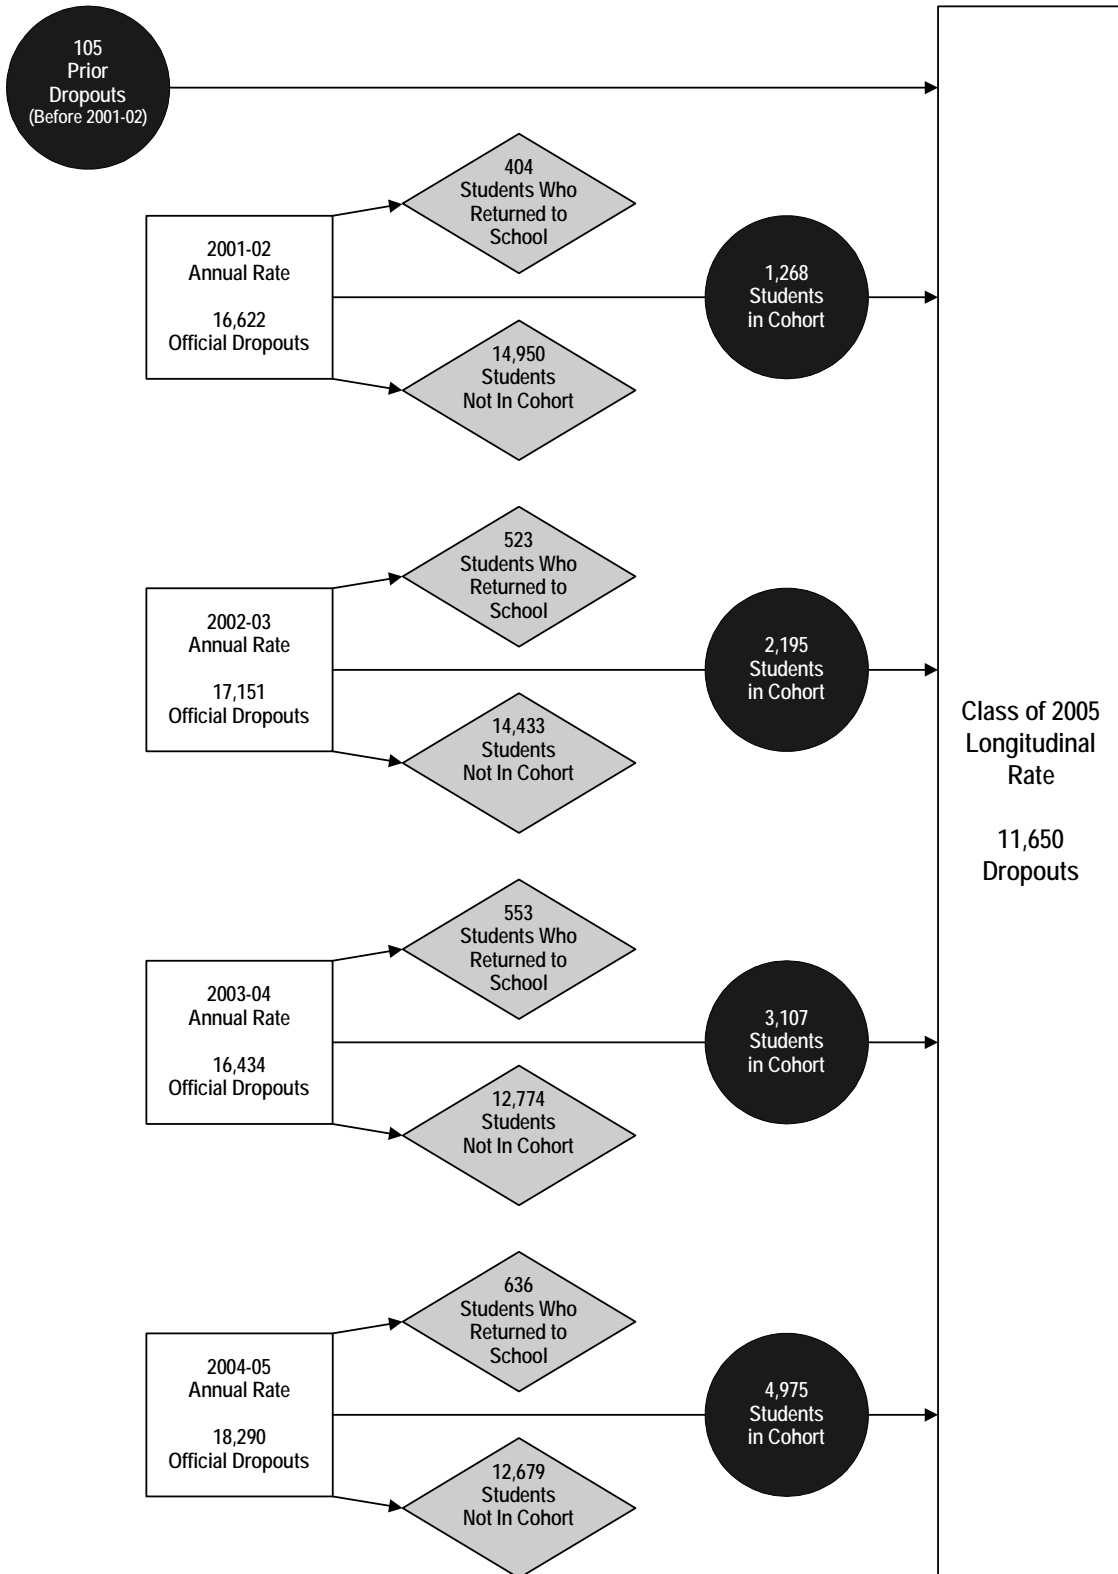 105
Prior
Dropouts
(Before 2001-02)
404
Students Who
Returned to
School
2001-02
Annual Rate
16,622
Official Dropouts
1,268
Students
in Cohort
14,950
Students
Not In Cohort
523
Students Who
Returned to
School
2002-03
Annual Rate
17,151
Official Dropouts
2,195
Students
in Cohort
14,433
Students
Not In Cohort
Class of 2005
Longitudinal
Rate
11,650
Dropouts
553
Students Who
Returned to
School
2003-04
Annual Rate
16,434
Official Dropouts
3,107
Students
in Cohort
12,774
Students
Not In Cohort
636
Students Who
Returned to
School
2004-05
Annual Rate
18,290
Official Dropouts
4,975
Students
in Cohort
12,679
Students
Not In Cohort